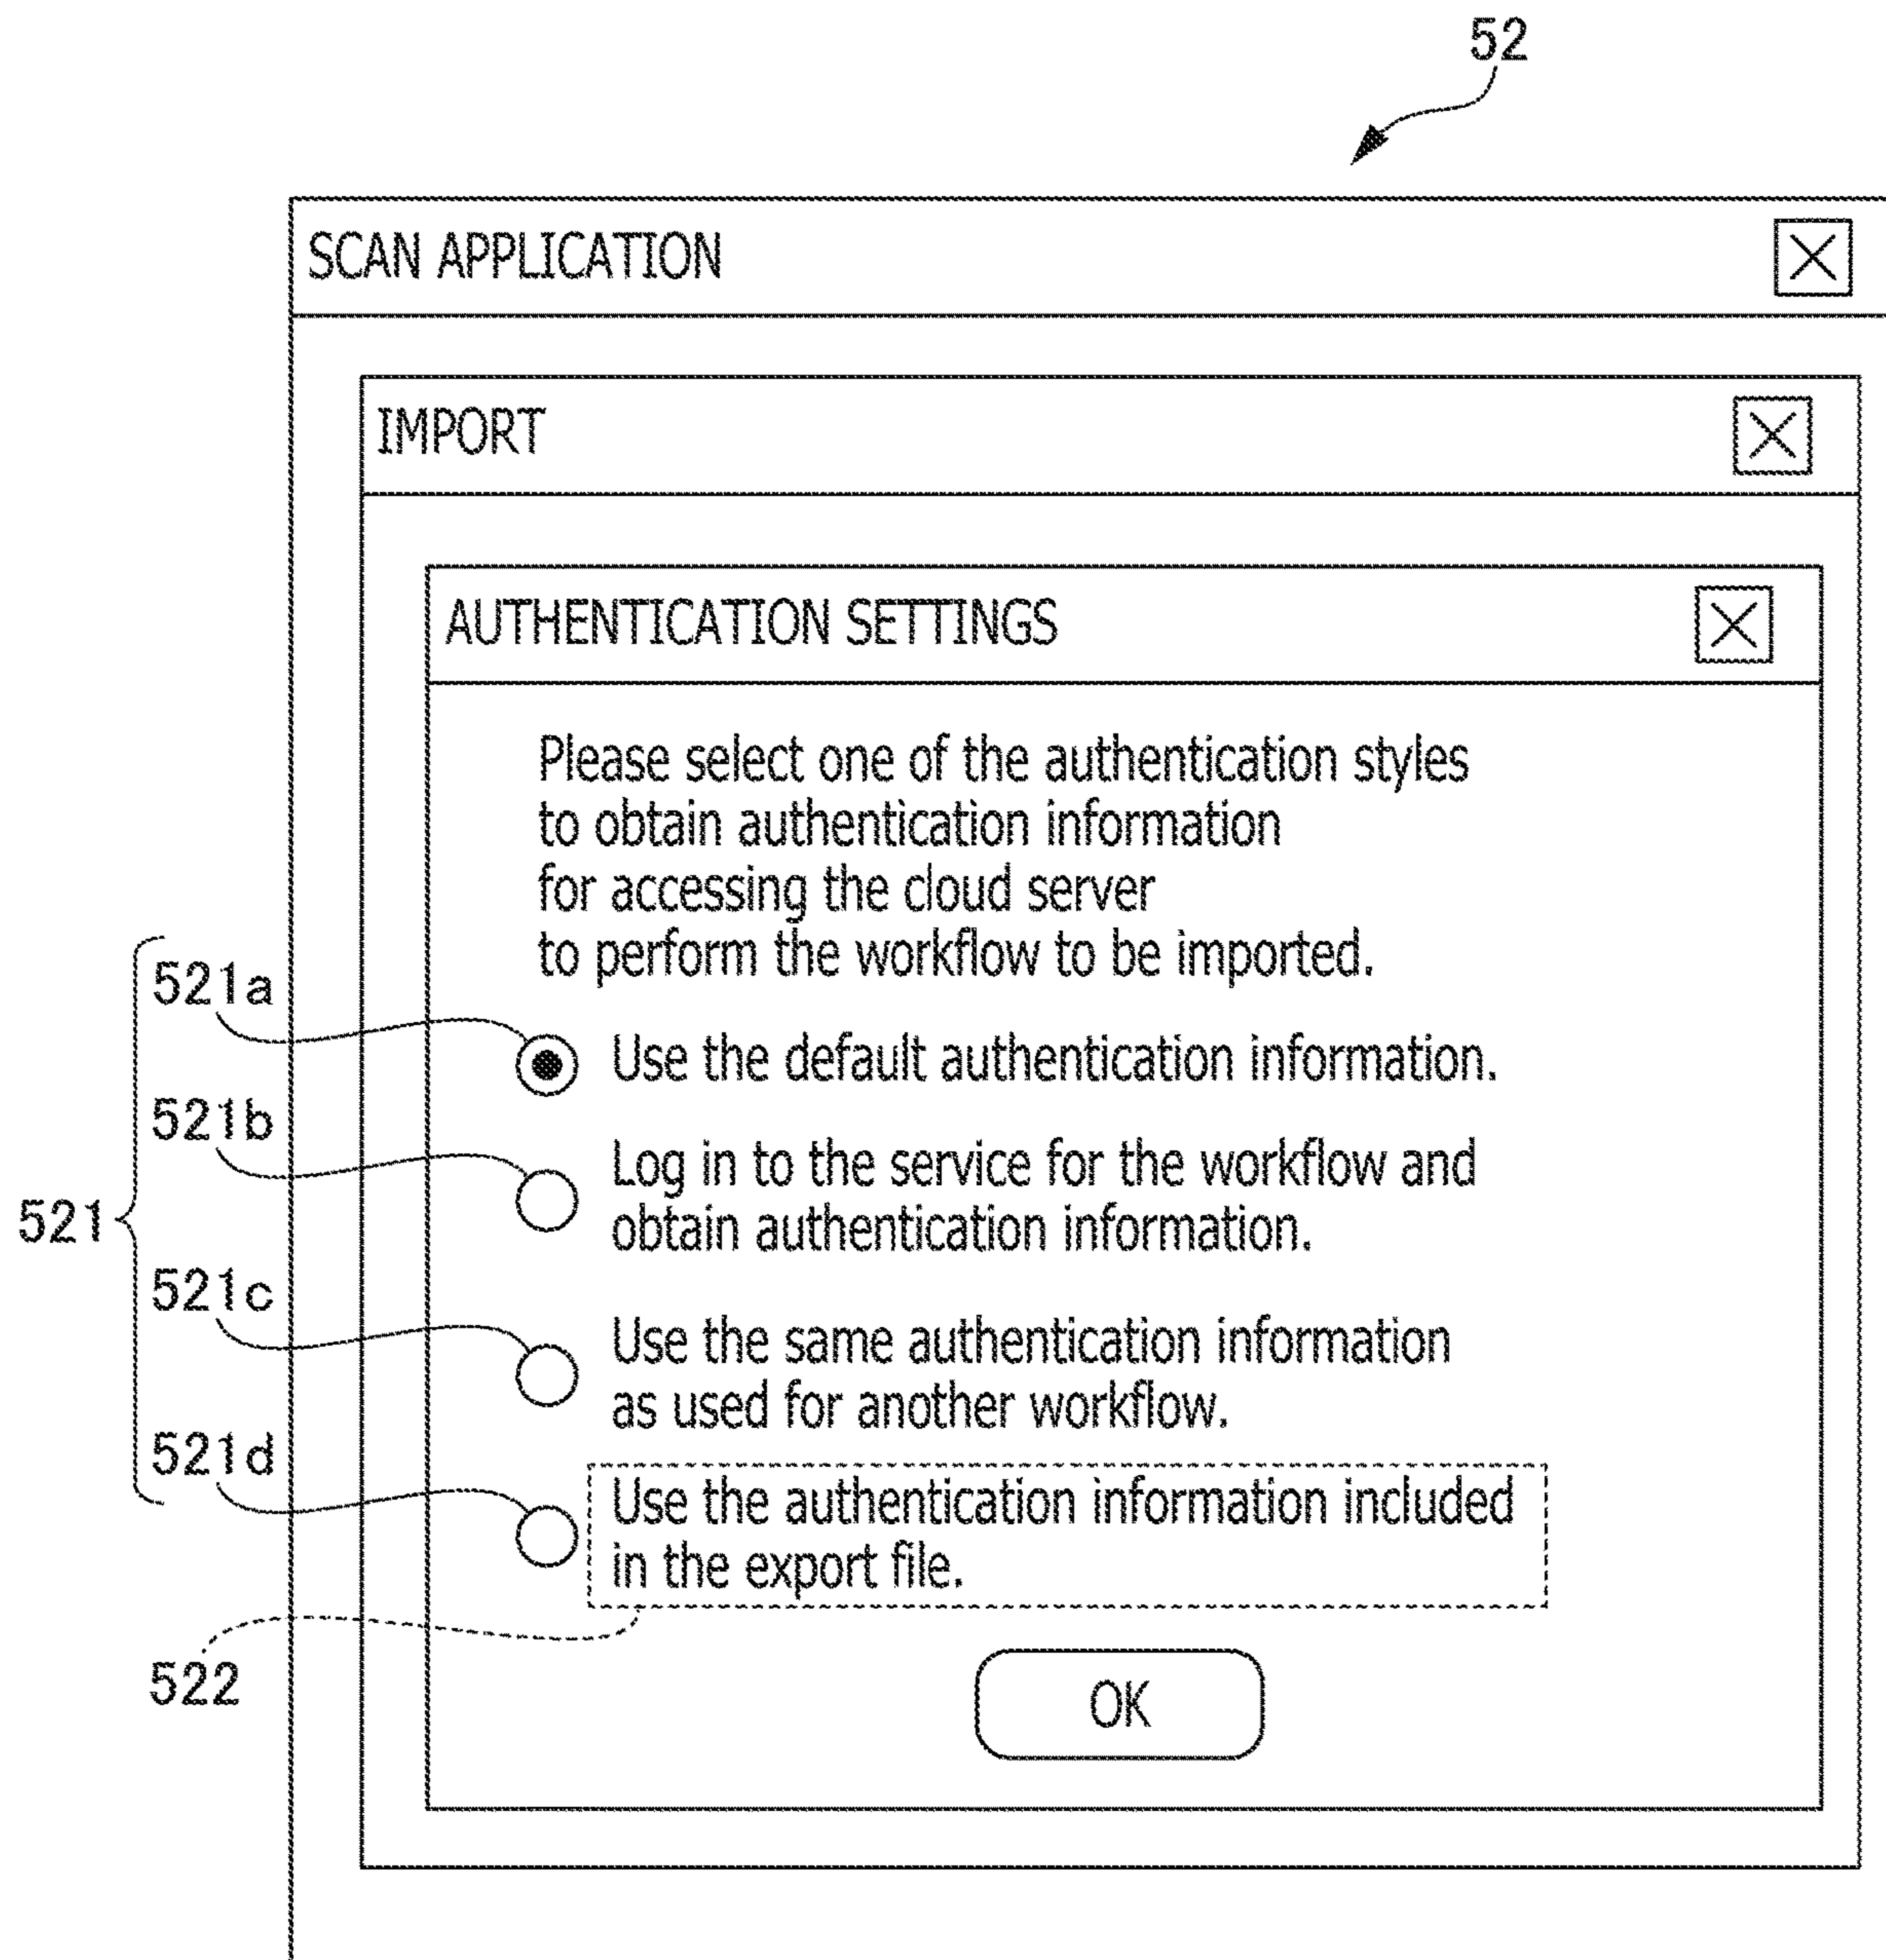 52
SCAN APPLICATION
IMPORT
AUTHENTICATION SETTINGS
Please select one of the authentication styles
to obtain authentication information
for accessing the cloud server
to perform the workflow to be imported.
521
521a
Use the default authentication information.
521b
Log in to the service for the workflow and
obtain authentication information.
521c
Use the same authentication information
as used for another workflow.
521d
Use the authentication information included
in the export file.
522
OK